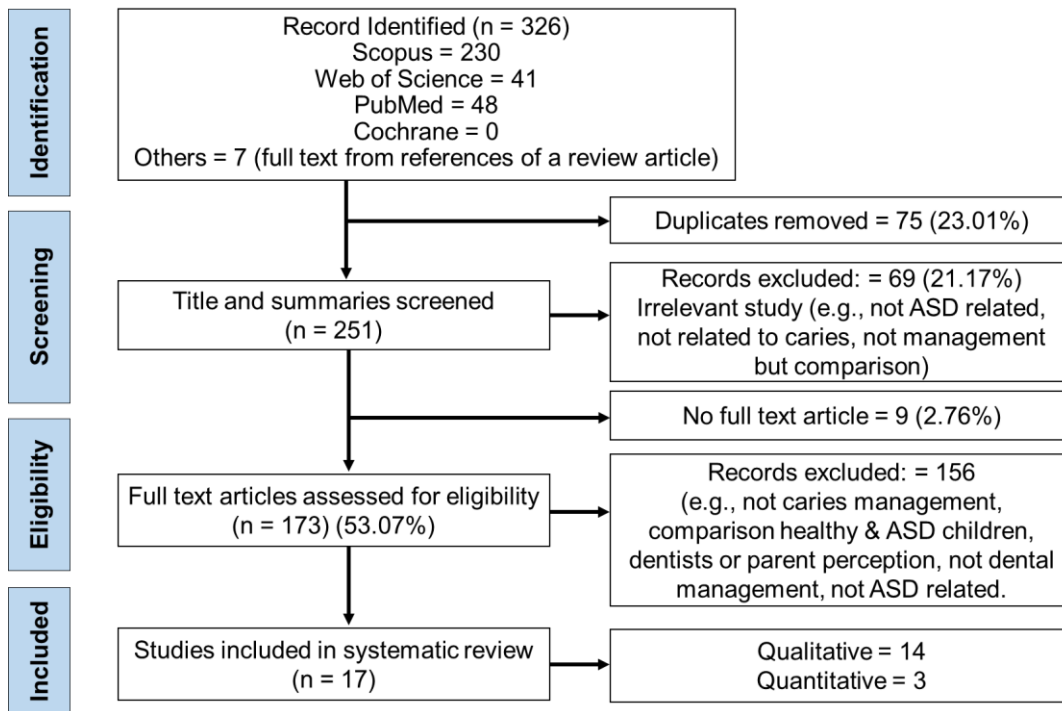 Identification
Record Identified (n = 326)
Scopus = 230
Web of Science = 41
PubMed = 48
Cochrane = 0
Others = 7 (full text from references of a review article)
Duplicates removed = 75 (23.01%)
Screening
Title and summaries screened
(n = 251)
Records excluded: = 69 (21.17%)
Irrelevant study (e.g., not ASD related,
not related to caries, not management
but comparison)
No full text article = 9 (2.76%)
Eligibility
Full text articles assessed for eligibility
(n = 173) (53.07%)
Records excluded: = 156
(e.g., not caries management,
comparison healthy & ASD children,
dentists or parent perception, not dental
management, not ASD related.
Included
Studies included in systematic review
(n = 17)
Qualitative = 14
Quantitative = 3